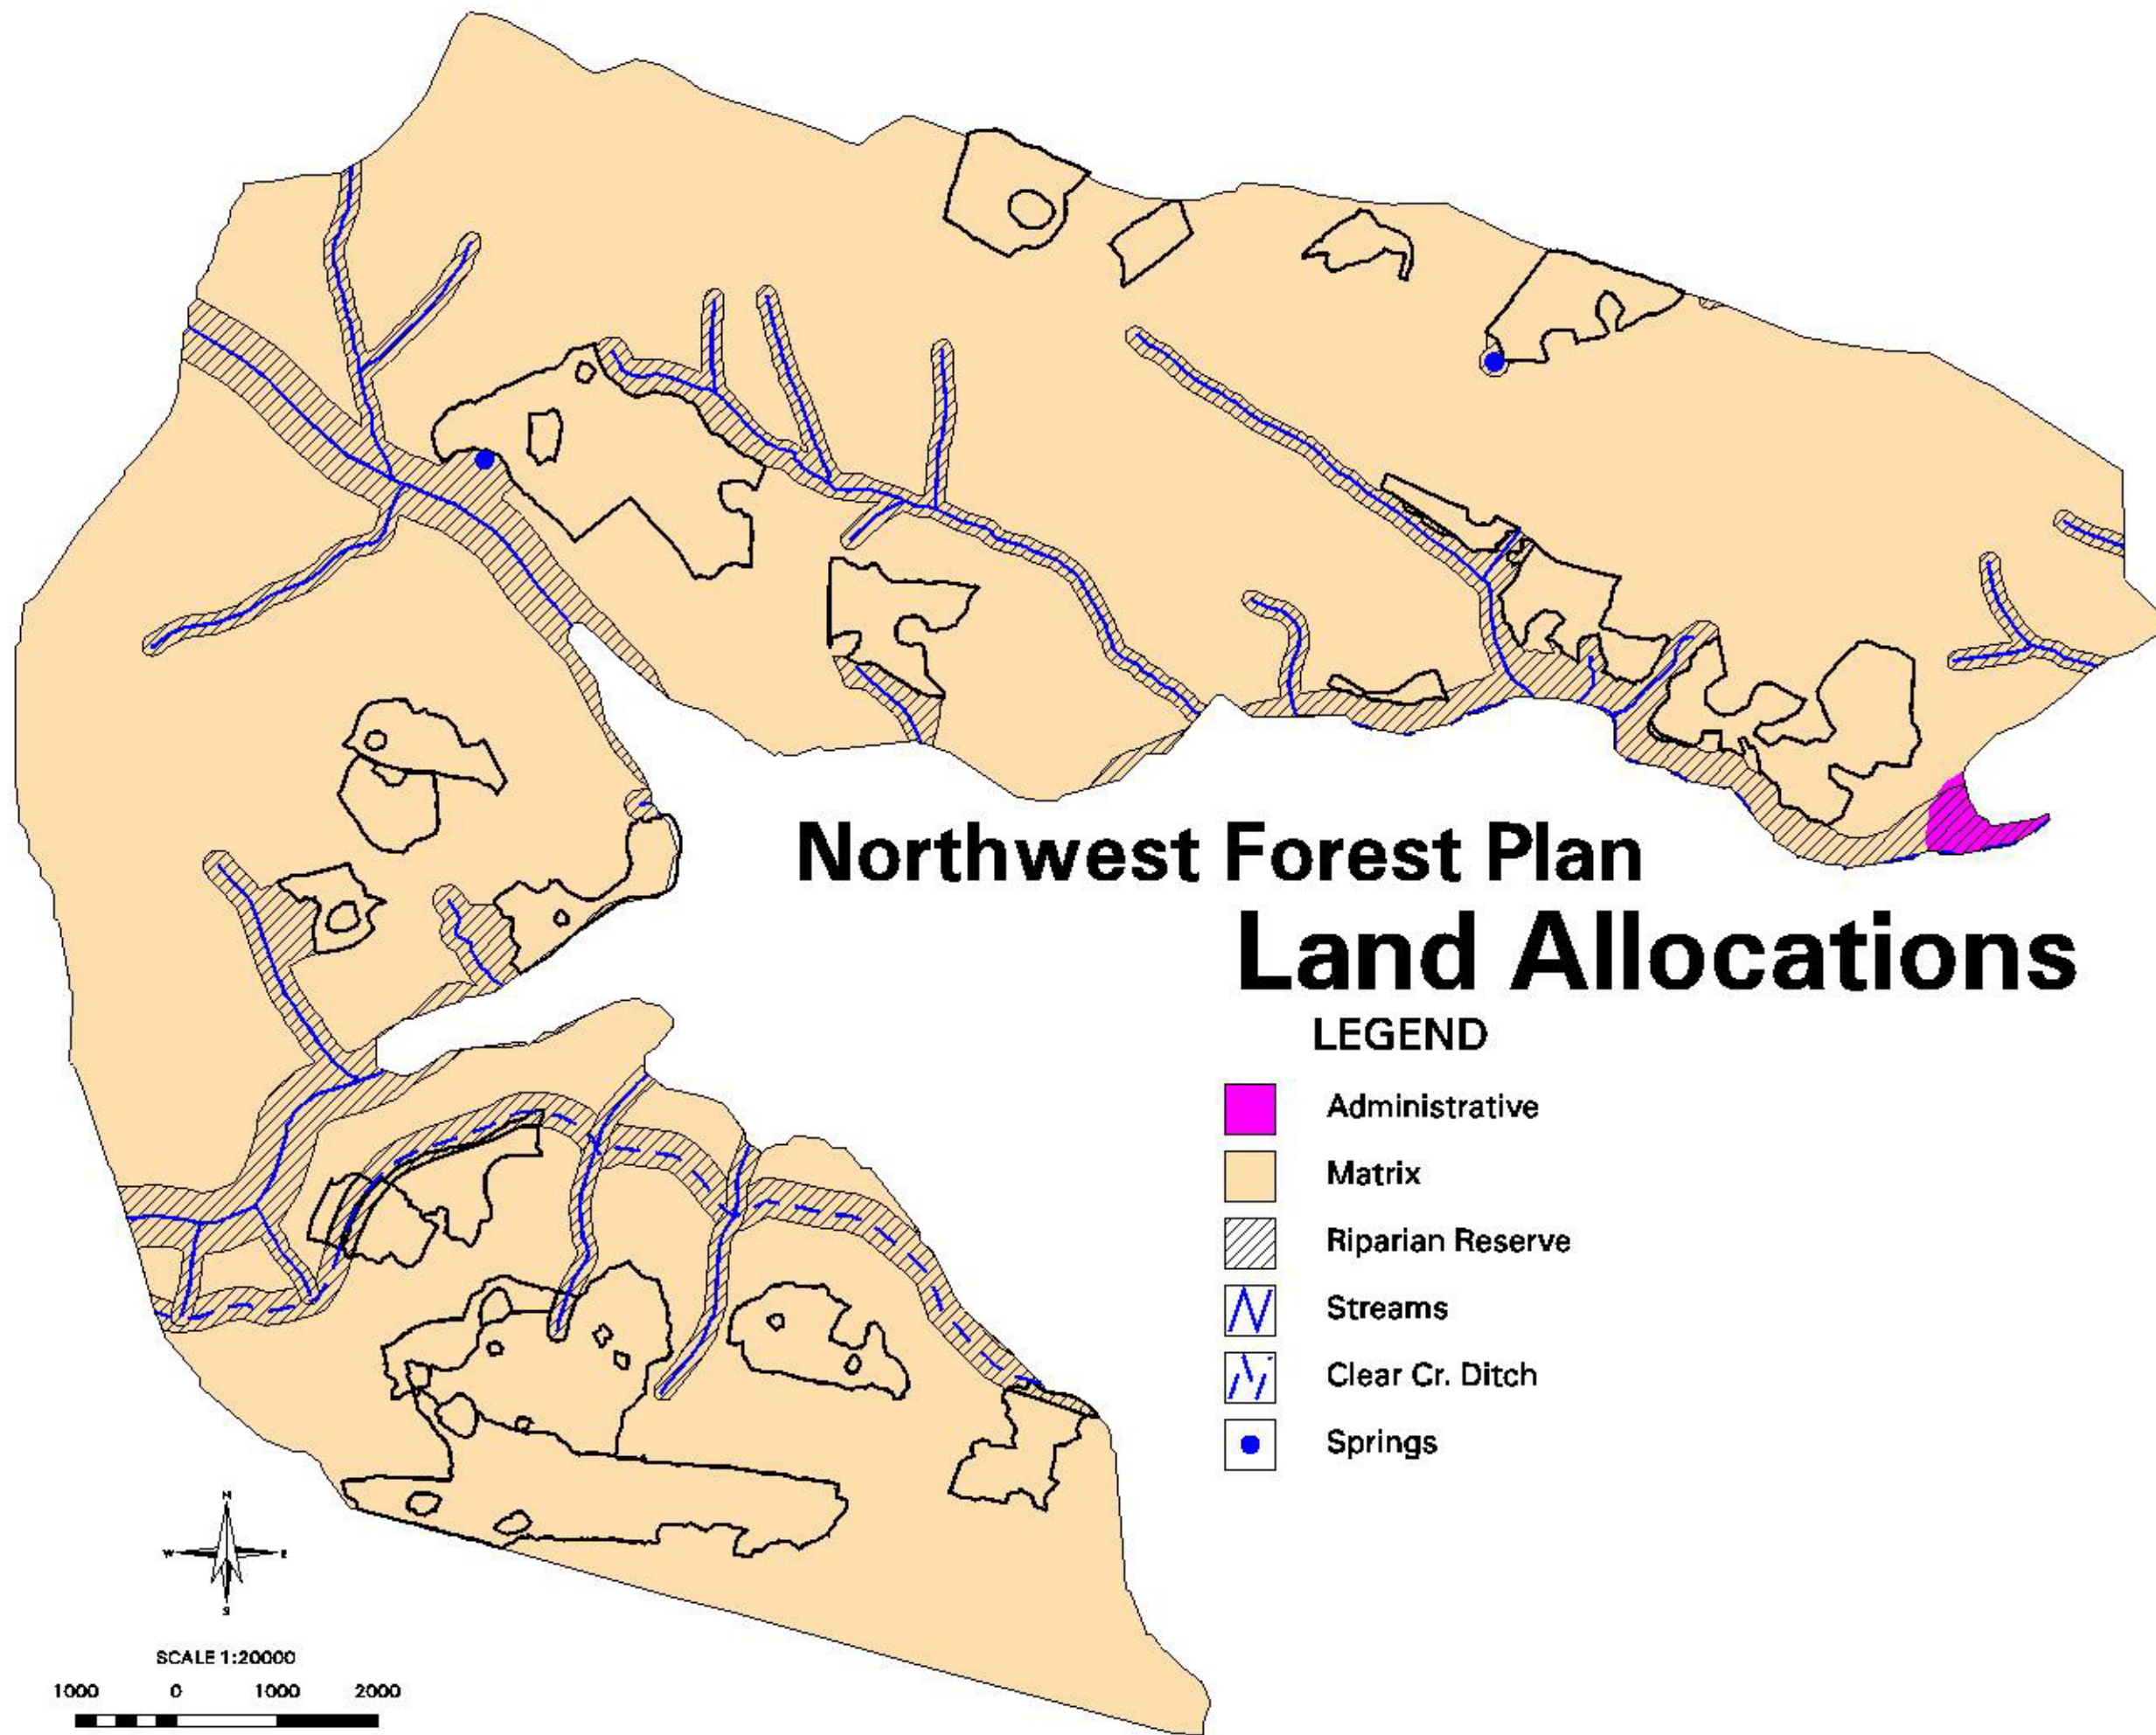 Northwest Forest Plan
Land Allocations
LEGEND
Administrative
Matrix
Riparian Reserve
Streams
Clear Cr. Ditch
Springs
N
W E
S
SCALE 1:20000
1000 0 1000 2000